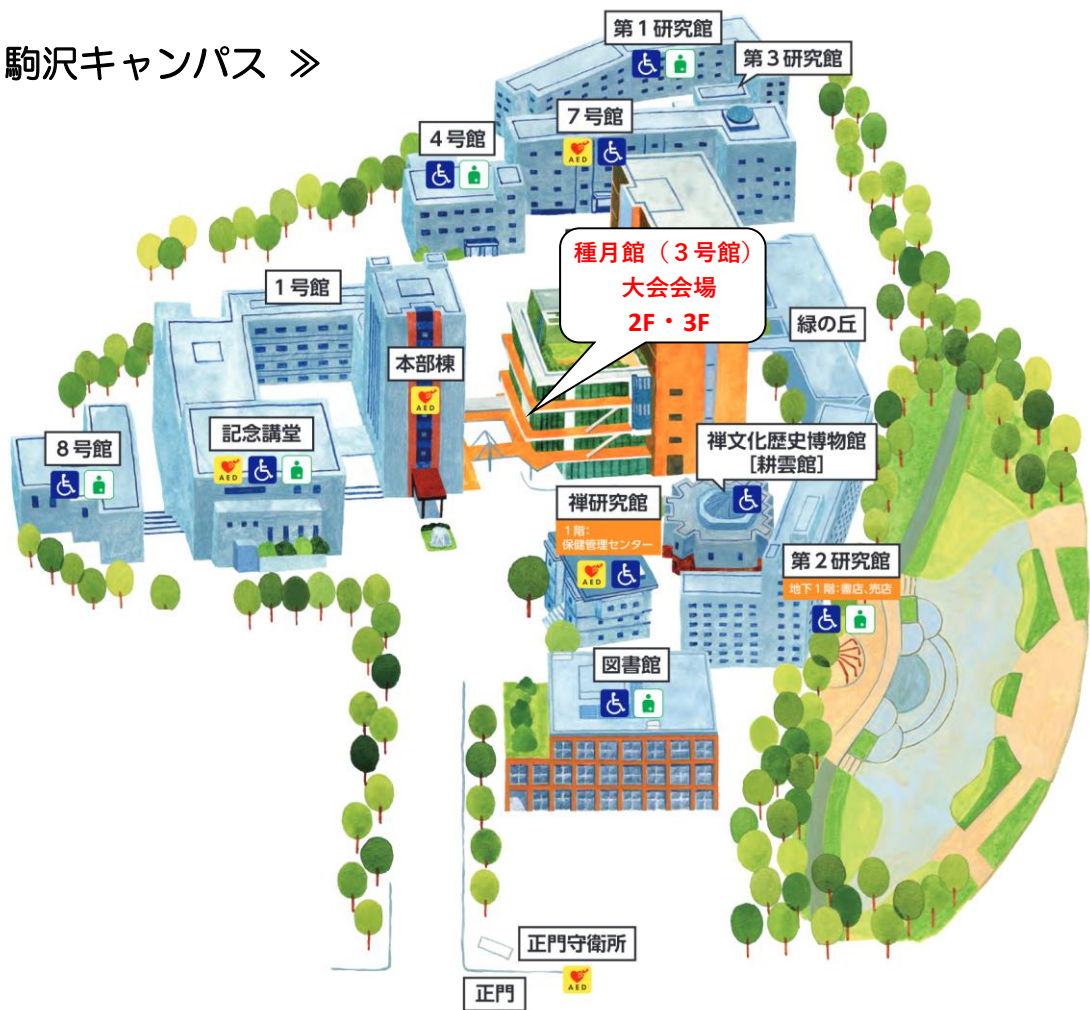 駒沢キャンパス ≫
第1研究館
第3研究館
7号館
AED
4号館
種月館（3号館）
大会会場
2F・3F
1号館
緑の丘
本部棟
AED
記念講堂
AED
8号館
禅文化歴史博物館
［耕雲館］
禅研究館
1階:
保健管理センター
AED
第2研究館
地下1階:書店、売店
図書館
正門守衛所
AED
正門